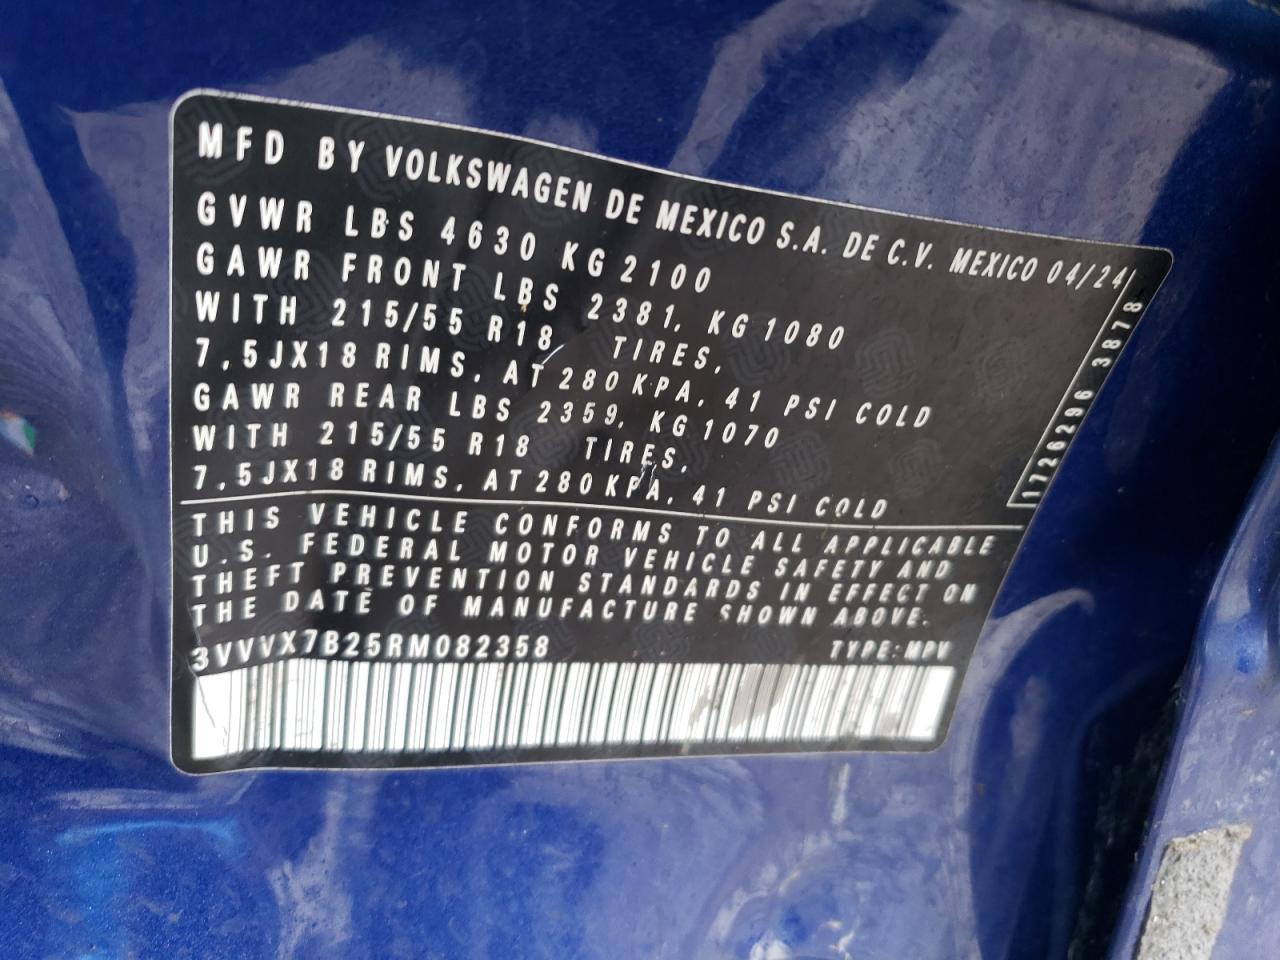 MFD BY VOLKSWAGEN DE MEXICO S.A. DE C.V. MEXICO 04/24
GVWR LBS 4630 KG 2100
GAWR FRONT LBS 2381, KG 1080
WITH 215/55 R18 TIRES,
7,5JX18 RIMS, AT 280 KPA, 41 PSI COLD
GAWR REAR LBS 2359, KG 1070
WITH 215/55 R18 TIRES,
7,5JX18 RIMS, AT 280 KPA, 41 PSI COLD
1726296 3878
THIS VEHICLE CONFORMS TO ALL APPLICABLE
U.S. FEDERAL MOTOR VEHICLE SAFETY AND
THEFT PREVENTION STANDARDS IN EFFECT ON
THE DATE OF MANUFACTURE SHOWN ABOVE.
3VVVX7B25RM082358 TYPE: MPV